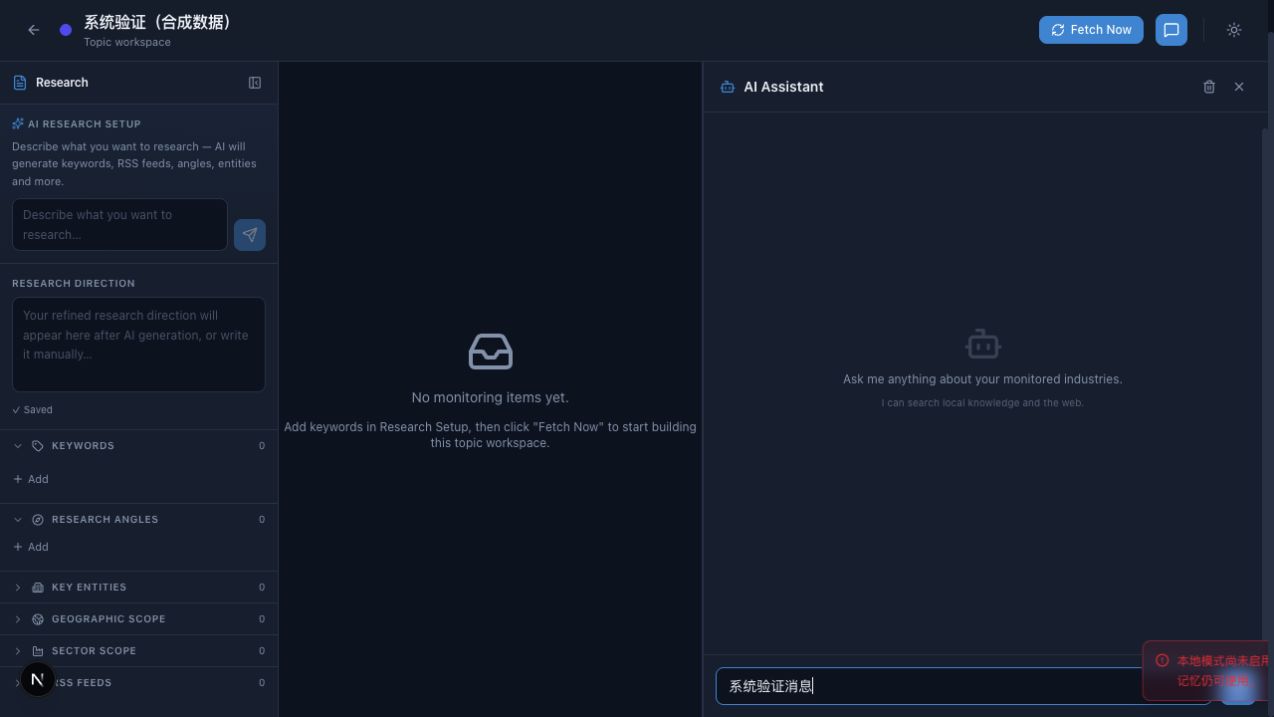 系统验证（合成数据）
Topic workspace
Fetch Now
Research
AI RESEARCH SETUP
Describe what you want to research — AI will
generate keywords, RSS feeds, angles, entities
and more.
Describe what you want to
research...
RESEARCH DIRECTION
Your refined research direction will
appear here after AI generation, or write
it manually...
✓ Saved
KEYWORDS 0
+ Add
RESEARCH ANGLES 0
+ Add
KEY ENTITIES 0
GEOGRAPHIC SCOPE 0
SECTOR SCOPE 0
N
RSS FEEDS 0
No monitoring items yet.
Add keywords in Research Setup, then click "Fetch Now" to start building
this topic workspace.
AI Assistant
Ask me anything about your monitored industries.
I can search local knowledge and the web.
系统验证消息
本地模式尚未启用
记忆仍可使用